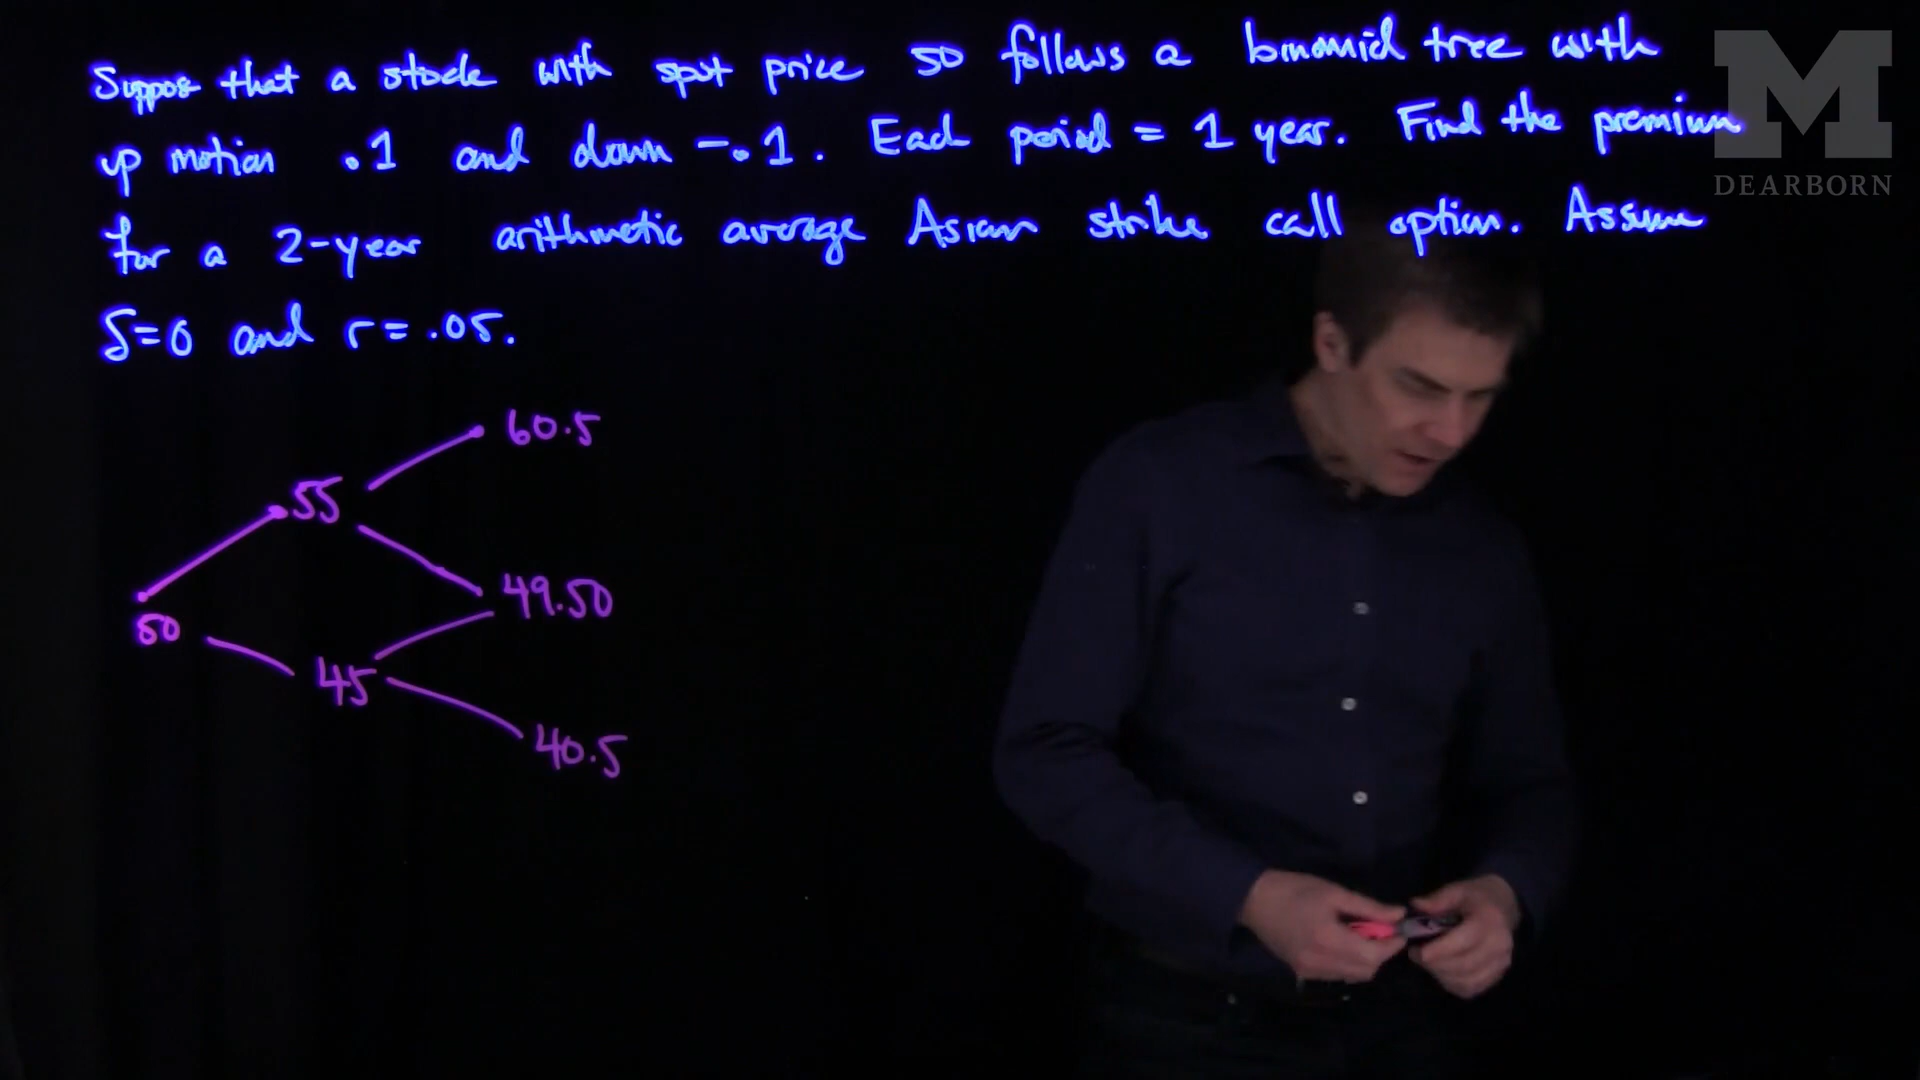 Suppose that a stock with spot price 50 follows a binomial tree with
up motion .1 and down -.1. Each period = 1 year. Find the premium
for a 2-year arithmetic average Asian strike call option. Assume
δ=0 and r=.05.
60.5
55
49.50
50
45
40.5
M
DEARBORN